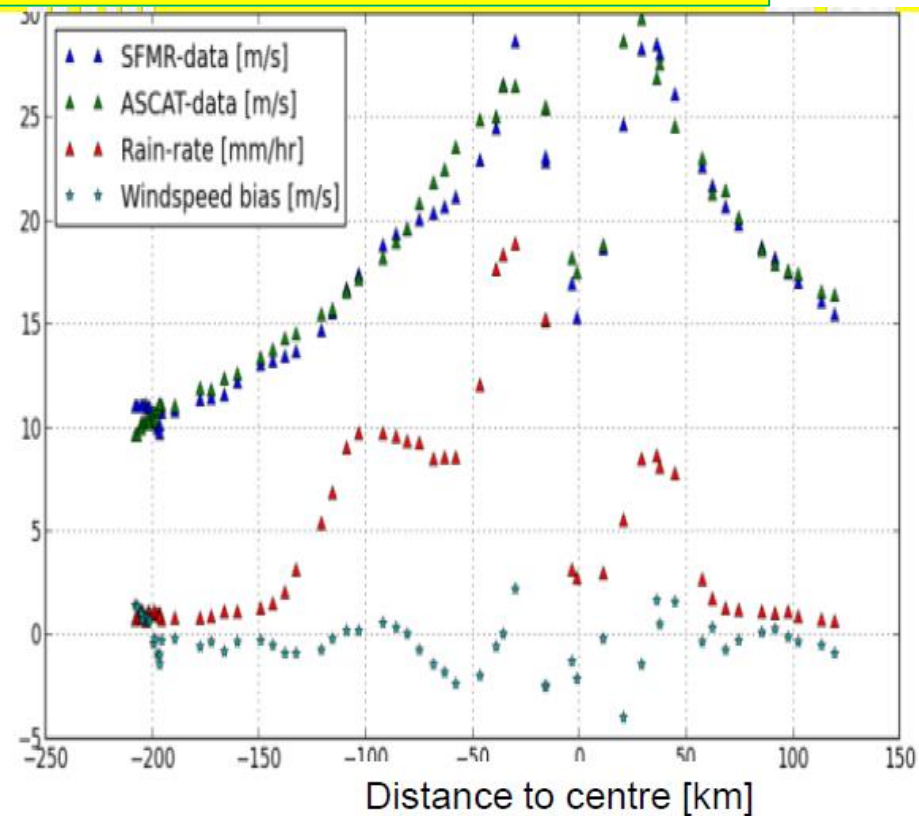 30
SFMR-data [m/s]
ASCAT-data [m/s]
Rain-rate [mm/hr]
Windspeed bias [m/s]
25
20
15
10
5
0
−5
−250 −200 −150 −100 −50 0 50 100 150
Distance to centre [km]